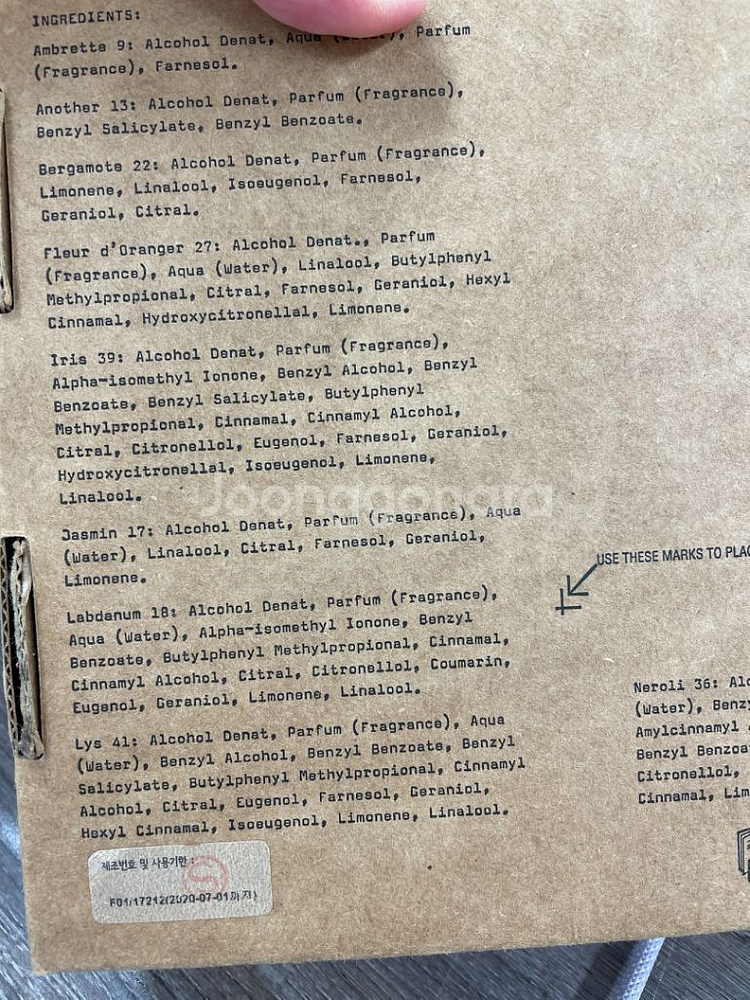 INGREDIENTS:
Ambrette 9: Alcohol Denat, Aqua (Water), Parfum
(Fragrance), Farnesol.
Another 13: Alcohol Denat, Parfum (Fragrance),
Benzyl Salicylate, Benzyl Benzoate.
Bergamote 22: Alcohol Denat, Parfum (Fragrance),
Limonene, Linalool, Isoeugenol, Farnesol,
Geraniol, Citral.
Fleur d'Oranger 27: Alcohol Denat., Parfum
(Fragrance), Aqua (Water), Linalool, Butylphenyl
Methylpropional, Citral, Farnesol, Geraniol, Hexyl
Cinnamal, Hydroxycitronellal, Limonene.
Iris 39: Alcohol Denat, Parfum (Fragrance),
Alpha-isomethyl Ionone, Benzyl Alcohol, Benzyl
Benzoate, Benzyl Salicylate, Butylphenyl
Methylpropional, Cinnamal, Cinnamyl Alcohol,
Citral, Citronellol, Eugenol, Farnesol, Geraniol,
Hydroxycitronellal, Isoeugenol, Limonene,
Linalool.
Joonggonara
Jasmin 17: Alcohol Denat, Parfum (Fragrance), Aqua
(Water), Linalool, Citral, Farnesol, Geraniol,
Limonene.
USE THESE MARKS TO PLAC
Labdanum 18: Alcohol Denat, Parfum (Fragrance),
Aqua (Water), Alpha-isomethyl Ionone, Benzyl
Benzoate, Butylphenyl Methylpropional, Cinnamal,
Cinnamyl Alcohol, Citral, Citronellol, Coumarin,
Eugenol, Geraniol, Limonene, Linalool.
Lys 41: Alcohol Denat, Parfum (Fragrance), Aqua
(Water), Benzyl Alcohol, Benzyl Benzoate, Benzyl
Salicylate, Butylphenyl Methylpropional, Cinnamyl
Alcohol, Citral, Eugenol, Farnesol, Geraniol,
Hexyl Cinnamal, Isoeugenol, Limonene, Linalool.
Neroli 36: Alc
(Water), Benzy
Amylcinnamyl
Benzyl Benzoa
Citronellol,
Cinnamal, Lim
제조번호 및 사용기한 :
F01/17212(2020-07-01까지)